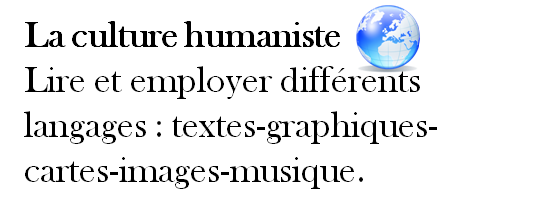 La culture humaniste
Lire et employer différents
langages : textes-graphiques-
cartes-images-musique.